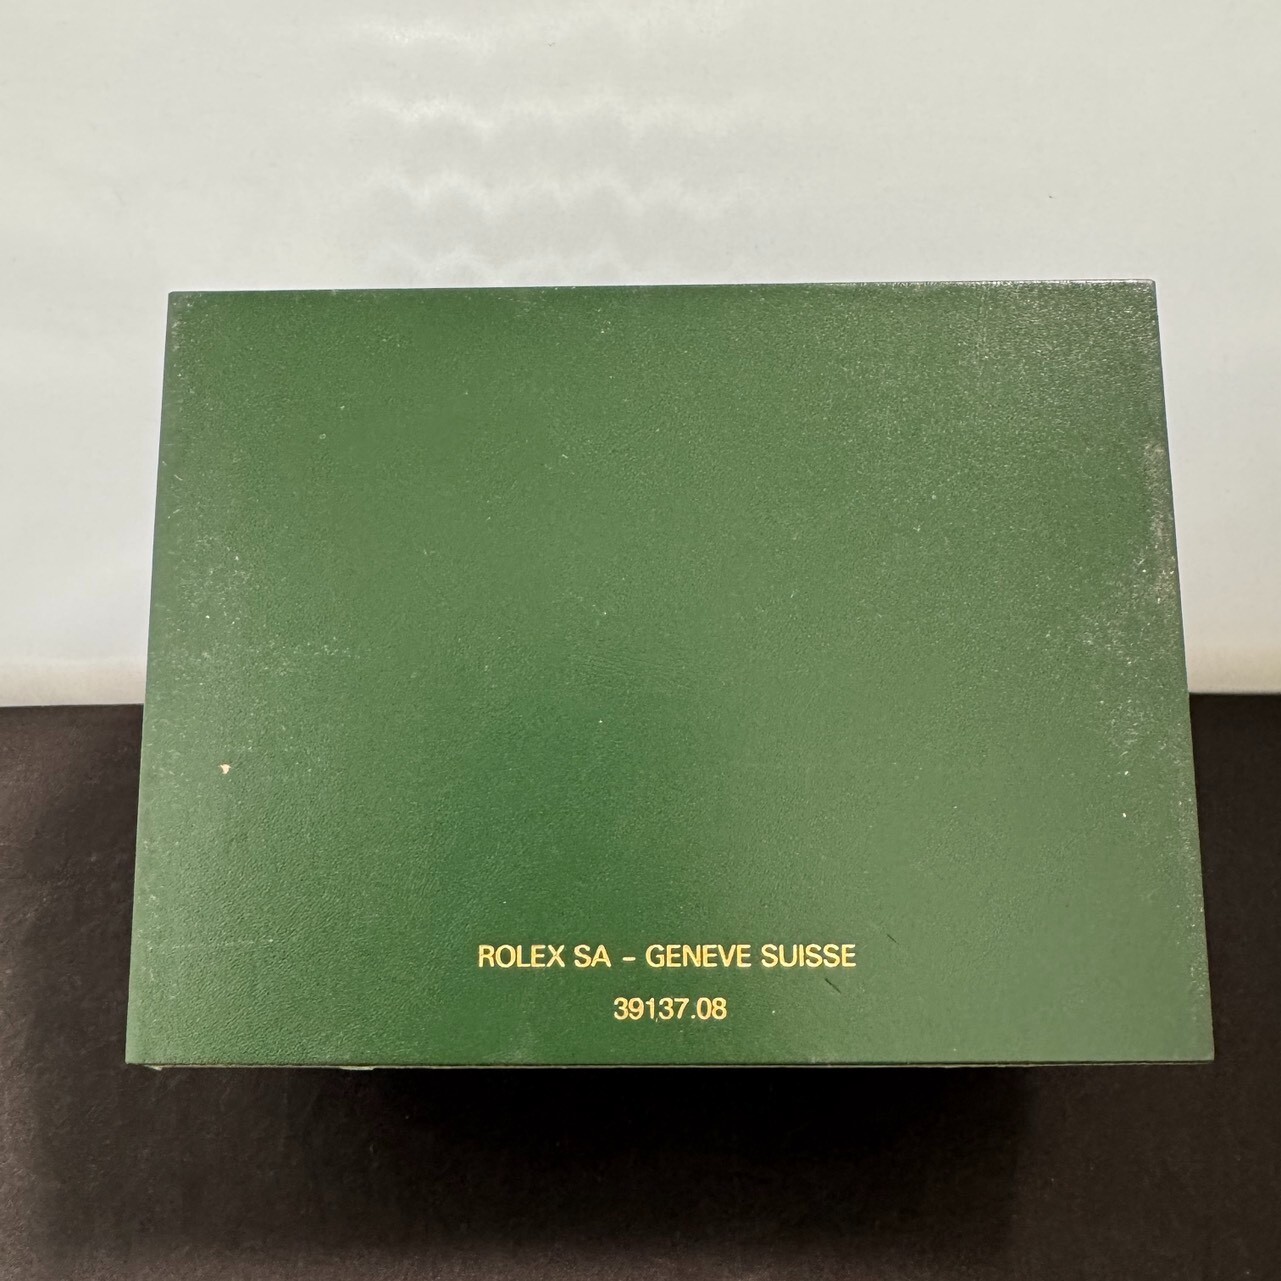 ROLEX SA - GENEVE SUISSE
39137.08